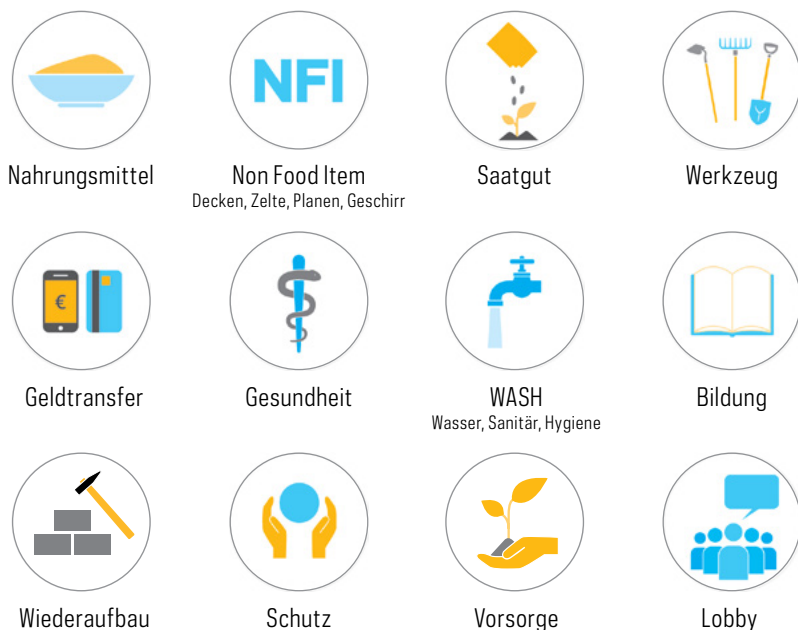 NFI
Nahrungsmittel
Non Food Item
Decken, Zelte, Planen, Geschirr
Saatgut
Werkzeug
€
Geldtransfer
Gesundheit
WASH
Wasser, Sanitär, Hygiene
Bildung
Wiederaufbau
Schutz
Vorsorge
Lobby